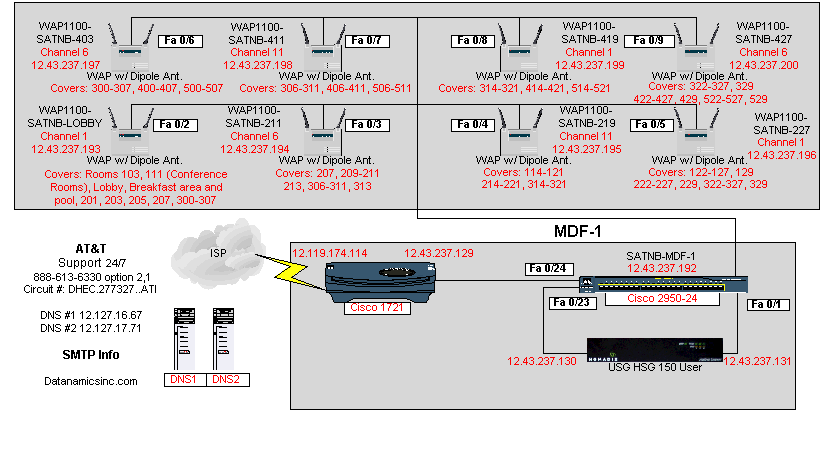 WAP1100-
SATNB-403
Channel 6
12.43.237.197
Fa 0/6
WAP w/ Dipole Ant.
Covers: 300-307, 400-407, 500-507
WAP1100-
SATNB-411
Channel 11
12.43.237.198
Fa 0/7
WAP w/ Dipole Ant.
Covers: 306-311, 406-411, 506-511
Fa 0/8
WAP1100-
SATNB-419
Channel 1
12.43.237.199
WAP w/ Dipole Ant.
Covers: 314-321, 414-421, 514-521
Fa 0/9
WAP1100-
SATNB-427
Channel 6
12.43.237.200
WAP w/ Dipole Ant.
Covers: 322-327, 329
422-427, 429, 522-527, 529
WAP1100-
SATNB-LOBBY
Channel 1
12.43.237.193
Fa 0/2
WAP w/ Dipole Ant.
Covers: Rooms 103, 111 (Conference
Rooms), Lobby, Breakfast area and
pool, 201, 203, 205, 207, 300-307
WAP1100-
SATNB-211
Channel 6
12.43.237.194
Fa 0/3
WAP w/ Dipole Ant.
Covers: 207, 209-211
213, 306-311, 313
Fa 0/4
WAP1100-
SATNB-219
Channel 11
12.43.237.195
WAP w/ Dipole Ant.
Covers: 114-121
214-221, 314-321
Fa 0/5
WAP1100-
SATNB-227
Channel 1
12.43.237.196
WAP w/ Dipole Ant.
Covers: 122-127, 129
222-227, 229, 322-327, 329
AT&T
Support 24/7
888-613-6330 option 2,1
Circuit #: DHEC.277327..ATI
DNS #1 12.127.16.67
DNS #2 12.127.17.71
SMTP Info
Datanamicsinc.com
ISP
DNS1
DNS2
MDF-1
12.119.174.114
12.43.237.129
Cisco 1721
SATNB-MDF-1
12.43.237.192
Fa 0/24
Cisco 2950-24
Fa 0/23
Fa 0/1
12.43.237.130
NOMADIX
12.43.237.131
USG HSG 150 User